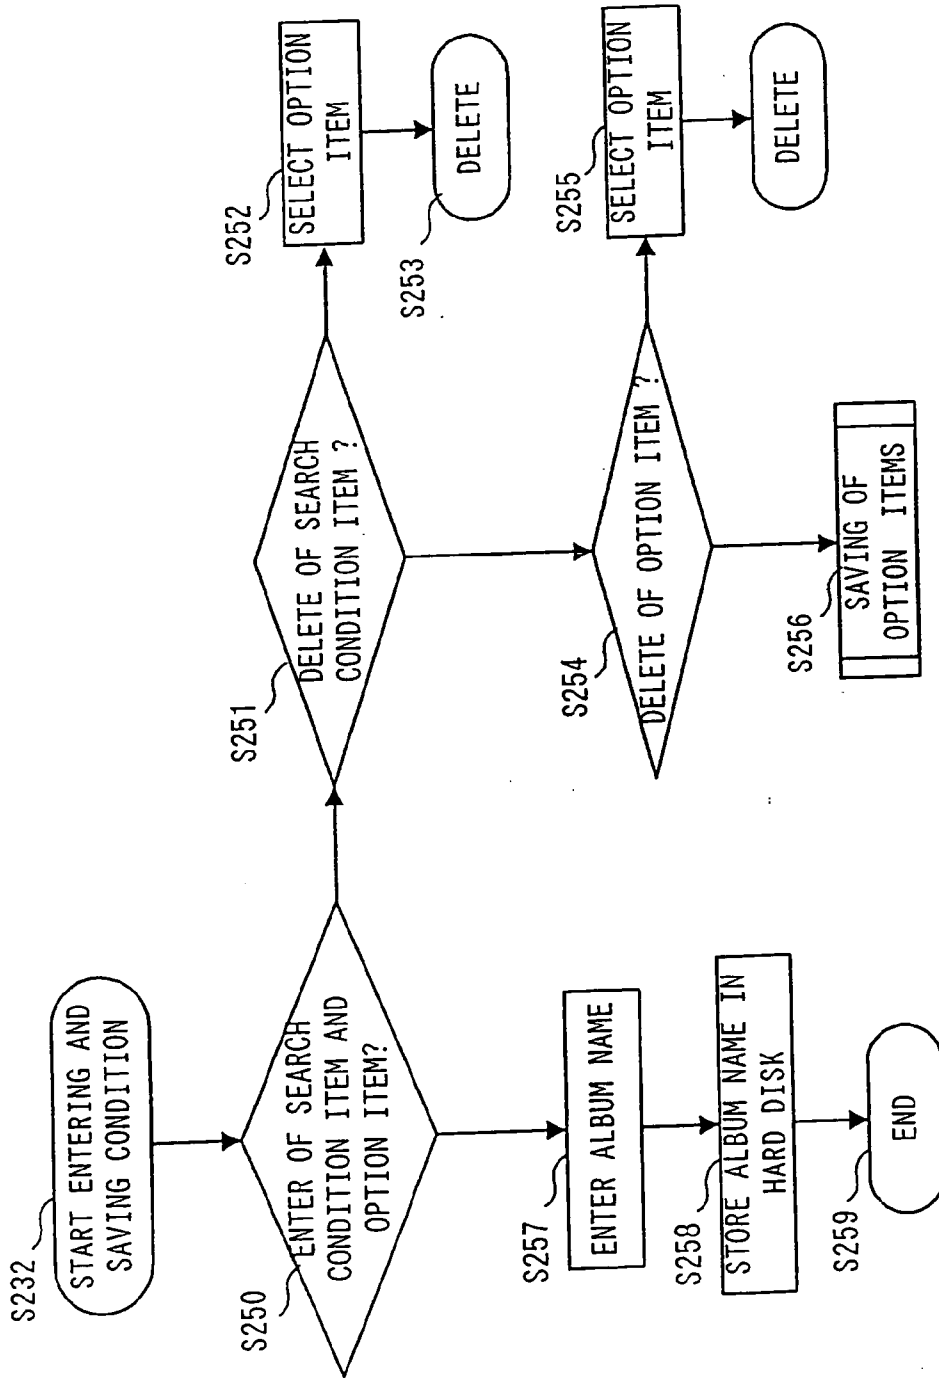 S232
START ENTERING AND
SAVING CONDITION
S250
ENTER OF SEARCH
CONDITION ITEM AND
OPTION ITEM?
S251
DELETE OF SEARCH
CONDITION ITEM ?
S252
SELECT OPTION
ITEM
S253
DELETE
S254
DELETE OF OPTION ITEM ?
S255
SELECT OPTION
ITEM
DELETE
S256
SAVING OF
OPTION ITEMS
S257
ENTER ALBUM NAME
S258
STORE ALBUM NAME IN
HARD DISK
S259
END